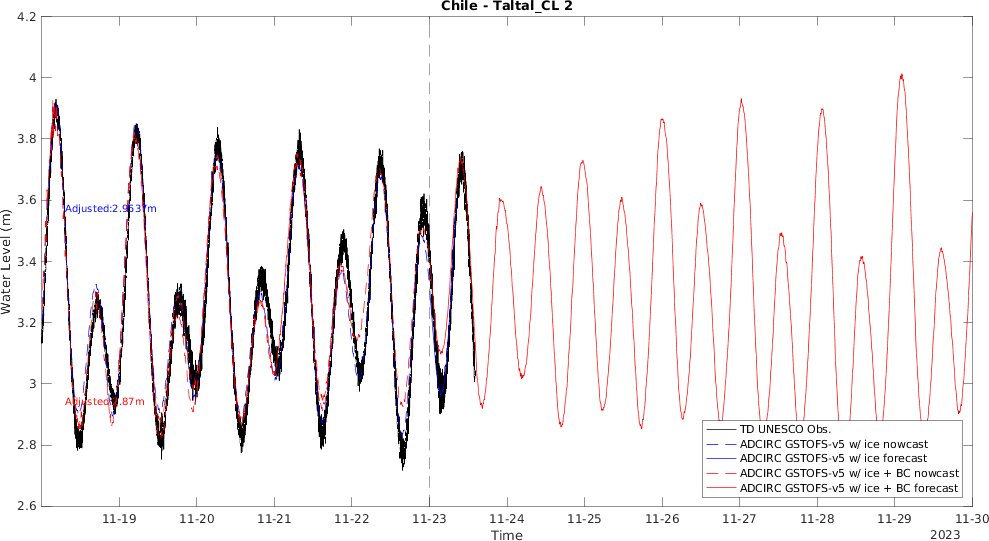 Chile - Taltal_CL 2
4.2
4
3.8
3.6
3.4
3.2
3
2.8
2.6
Water Level (m)
Adjusted:2.9637m
Adjusted:2.87m
TD UNESCO Obs.
ADCIRC GSTOFS-v5 w/ ice nowcast
ADCIRC GSTOFS-v5 w/ ice forecast
ADCIRC GSTOFS-v5 w/ ice + BC nowcast
ADCIRC GSTOFS-v5 w/ ice + BC forecast
11-19 11-20 11-21 11-22 11-23 11-24 11-25 11-26 11-27 11-28 11-29 11-30
Time
2023